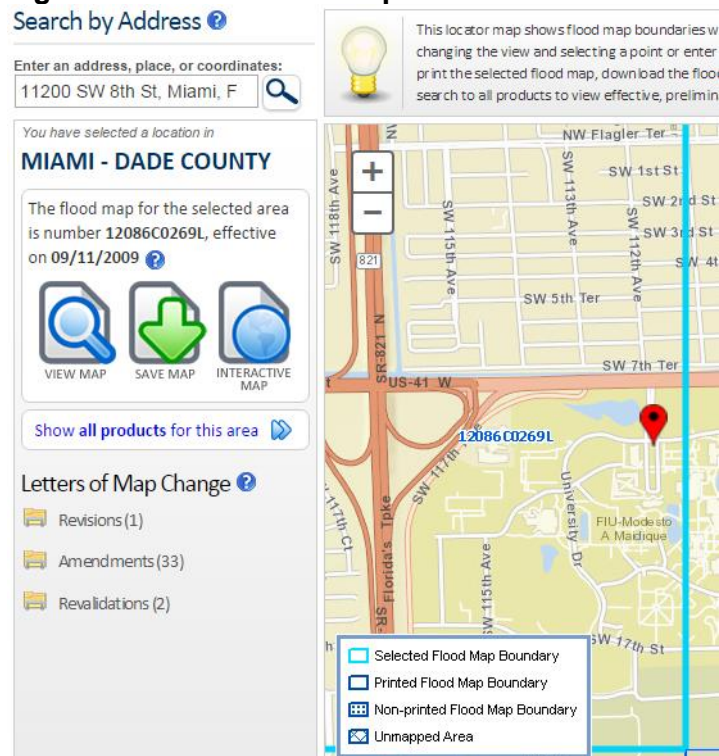 Search by Address
Enter an address, place, or coordinates:
11200 SW 8th St, Miami, F
This locator map shows flood map boundaries w
changing the view and selecting a point or enter
print the selected flood map, download the flood
search to all products to view effective, prelimin
You have selected a location in
MIAMI - DADE COUNTY
The flood map for the selected area
is number 12086C0269L, effective
on 09/11/2009
VIEW MAP
SAVE MAP
INTERACTIVE
MAP
Show all products for this area
Letters of Map Change
Revisions (1)
Amendments (33)
Revalidations (2)
+
−
NW Flagler Ter
SW 1st St
SW 2nd St
SW 3rd St
SW 4t
SW 118th Ave
SW 115th Ave
SW 113th Ave
SW 112th Ave
821
SW 5th Ter
SW 7th Ter
SR-821 N
US-41 W
12086C0269L
SW 117th Ave
117th Ct
Florida's Tpke
SR-
University Dr
FIU-Modesto
A Maidique
SW 115th Ave
SW 17th St
Selected Flood Map Boundary
Printed Flood Map Boundary
Non-printed Flood Map Boundary
Unmapped Area